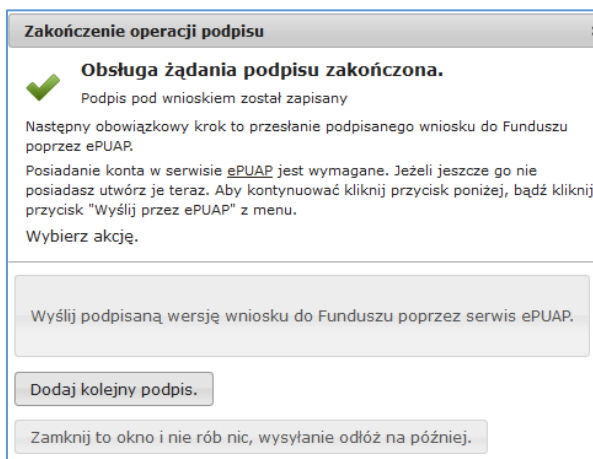 Zakończenie operacji podpisu
Obsługa żądania podpisu zakończona.
Podpis pod wnioskiem został zapisany
Następny obowiązkowy krok to przesłanie podpisanego wniosku do Funduszu
poprzez ePUAP.
Posiadanie konta w serwisie ePUAP jest wymagane. Jeżeli jeszcze go nie
posiadasz utwórz je teraz. Aby kontynuować kliknij przycisk poniżej, bądź kliknij
przycisk "Wyślij przez ePUAP" z menu.
Wybierz akcję.
Wyślij podpisaną wersję wniosku do Funduszu poprzez serwis ePUAP.
Dodaj kolejny podpis.
Zamknij to okno i nie rób nic, wysyłanie odłóż na później.